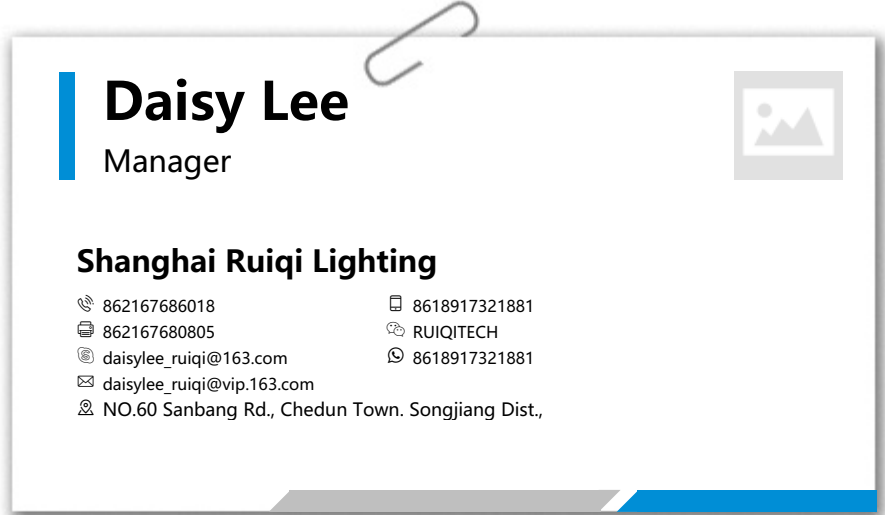 Daisy Lee
Manager
Shanghai Ruiqi Lighting
862167686018 8618917321881
862167680805 RUIQITECH
daisylee_ruiqi@163.com 8618917321881
daisylee_ruiqi@vip.163.com
NO.60 Sanbang Rd., Chedun Town. Songjiang Dist.,